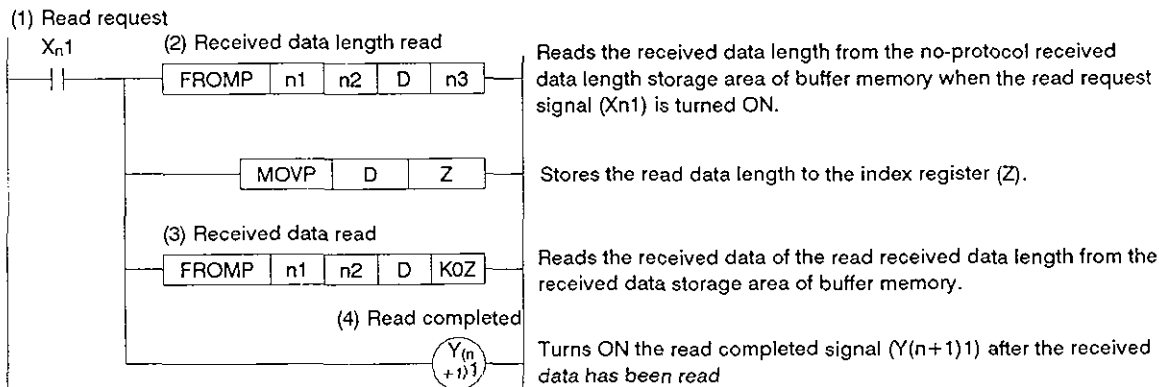 (1) Read request
Xn1
(2) Received data length read
FROMP n1 n2 D n3
Reads the received data length from the no-protocol received
data length storage area of buffer memory when the read request
signal (Xn1) is turned ON.
MOVP D Z
Stores the read data length to the index register (Z).
(3) Received data read
FROMP n1 n2 D K0Z
Reads the received data of the read received data length from the
received data storage area of buffer memory.
(4) Read completed
Y(n
+1)1
Turns ON the read completed signal (Y(n+1)1) after the received
data has been read